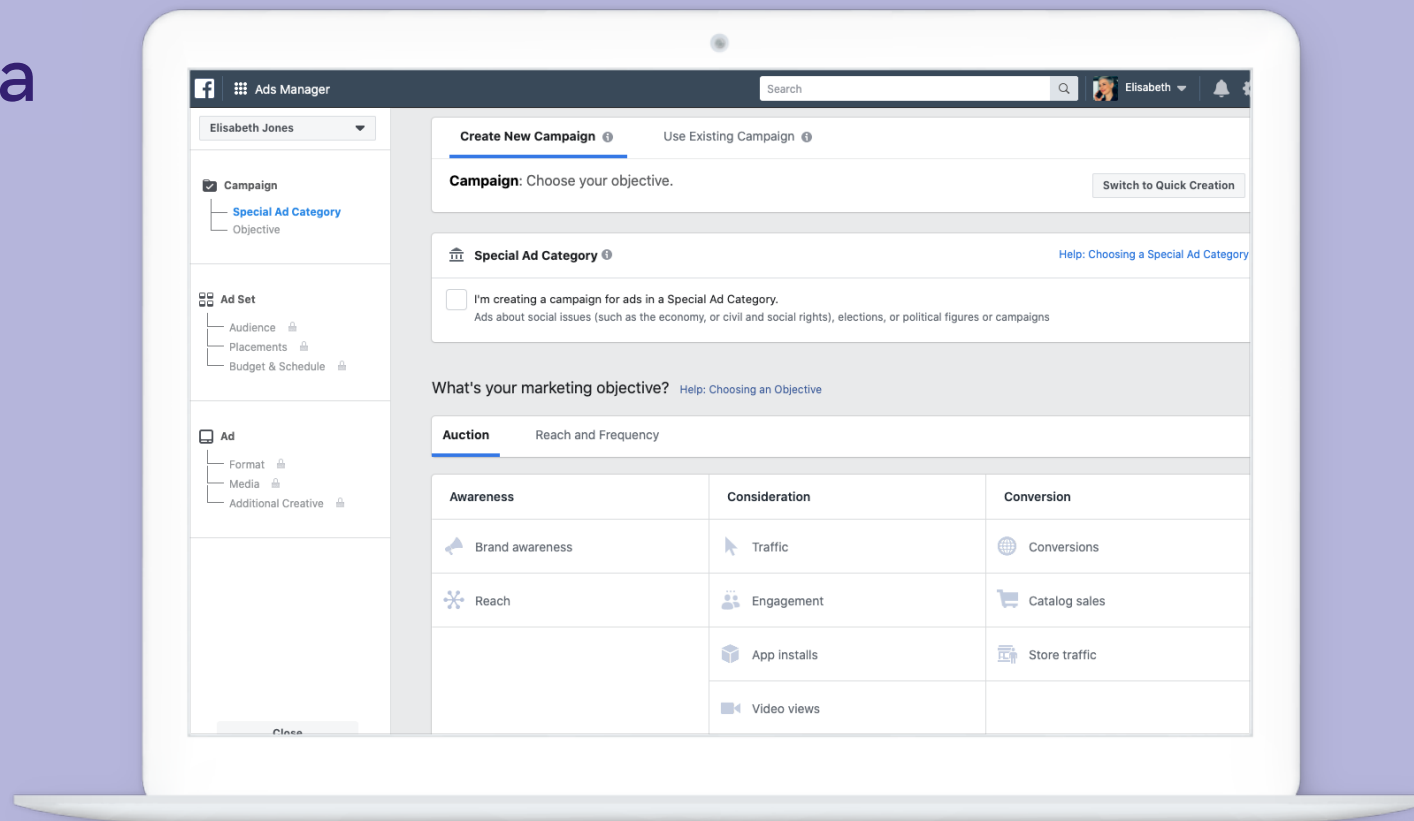 a
f
Ads Manager
Search
Elisabeth
Elisabeth Jones
Campaign
Special Ad Category
Objective
Ad Set
Audience
Placements
Budget & Schedule
Ad
Format
Media
Additional Creative
Close
Create New Campaign
Use Existing Campaign
Campaign: Choose your objective.
Switch to Quick Creation
Special Ad Category
Help: Choosing a Special Ad Category
I'm creating a campaign for ads in a Special Ad Category.
Ads about social issues (such as the economy, or civil and social rights), elections, or political figures or campaigns
What's your marketing objective? Help: Choosing an Objective
Auction
Reach and Frequency
Awareness
Consideration
Conversion
Brand awareness
Traffic
Conversions
Reach
Engagement
Catalog sales
App installs
Store traffic
Video views